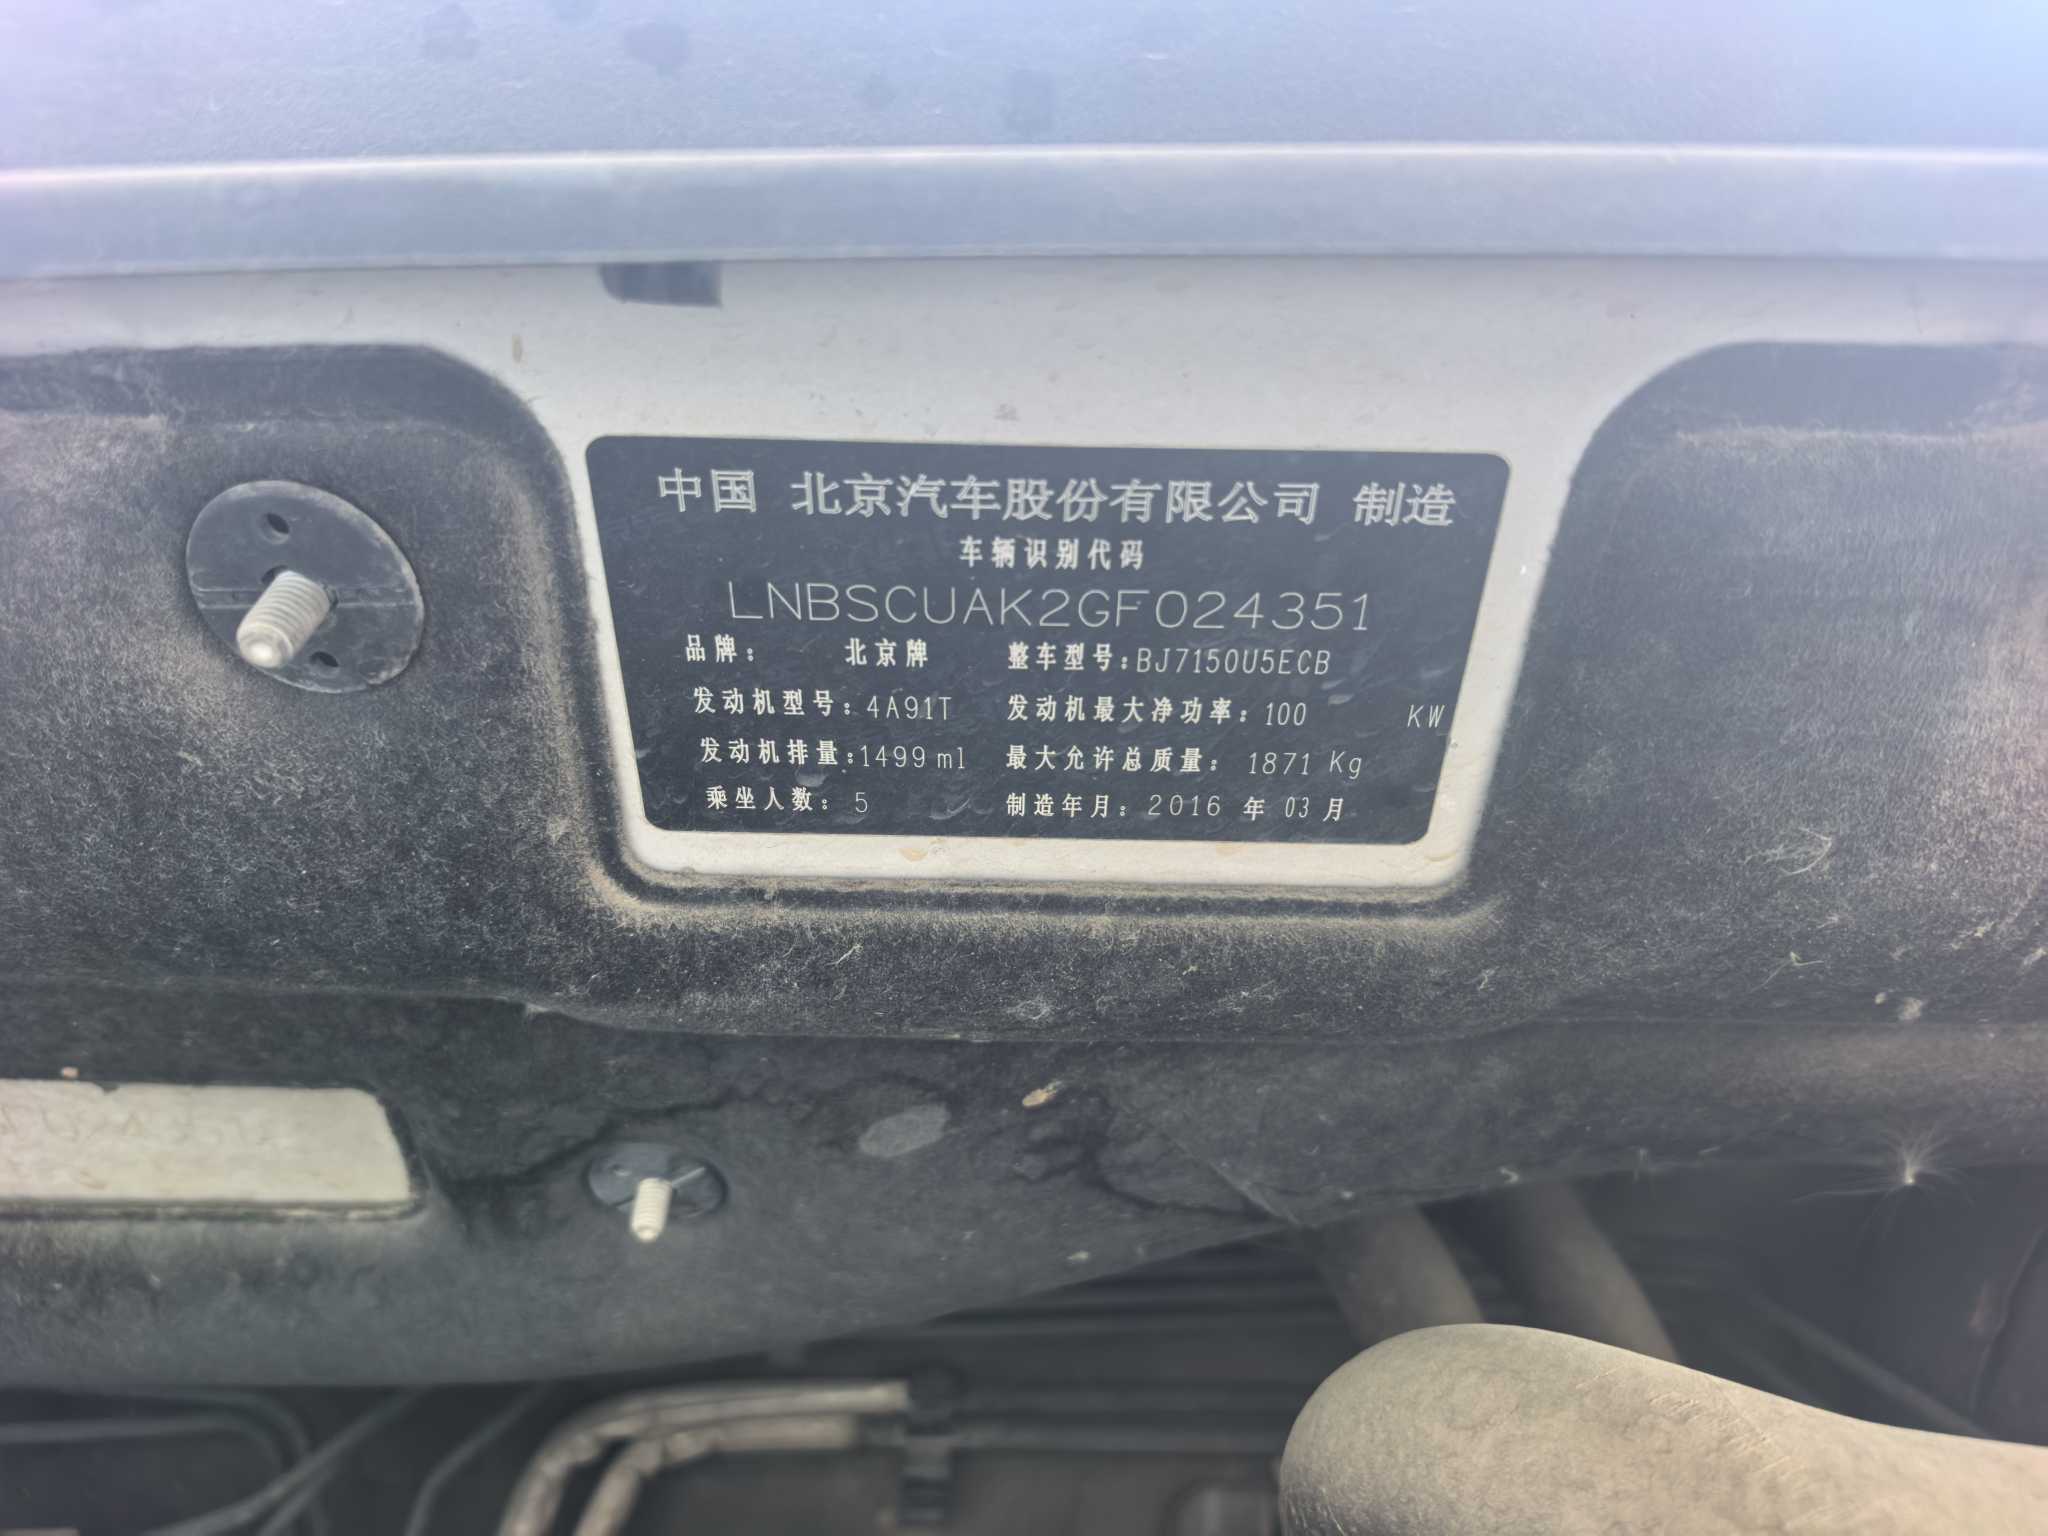 中国 北京汽车股份有限公司 制造
车辆识别代码
LNBSCUAK2GF024351
品牌： 北京牌 整车型号：BJ7150U5ECB
发动机型号：4A91T 发动机最大净功率：100 KW
发动机排量：1499ml 最大允许总质量：1871 Kg
乘坐人数：5 制造年月：2016 年 03 月